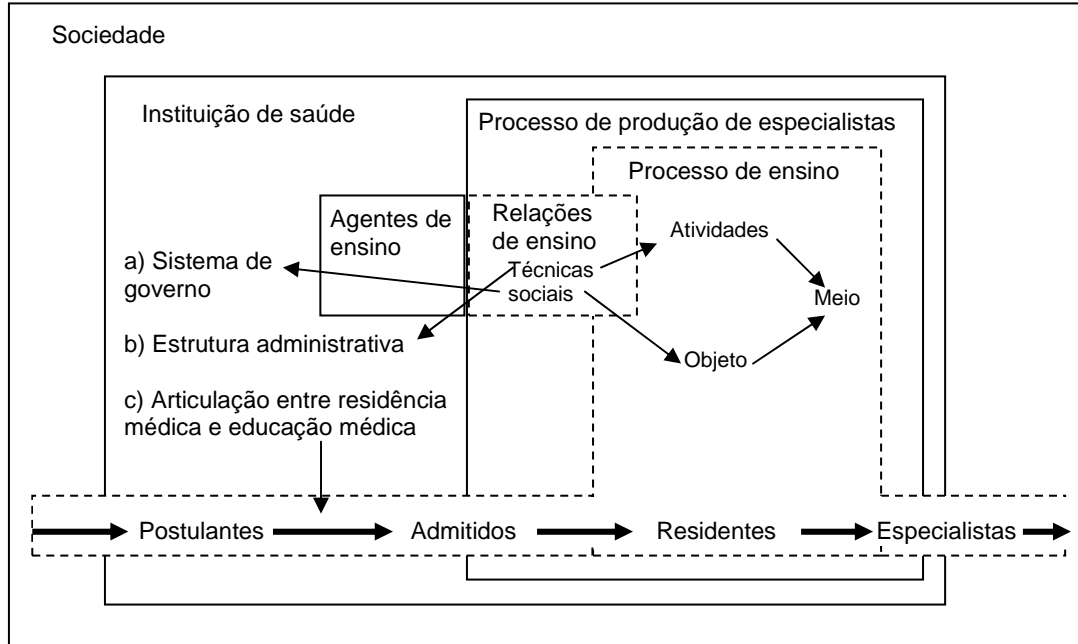 Sociedade
Instituição de saúde
Processo de produção de especialistas
Processo de ensino
Agentes de
ensino
Relações
de ensino
Técnicas
sociais
Atividades
Meio
Objeto
a) Sistema de
governo
b) Estrutura administrativa
c) Articulação entre residência
médica e educação médica
Postulantes
Admitidos
Residentes
Especialistas